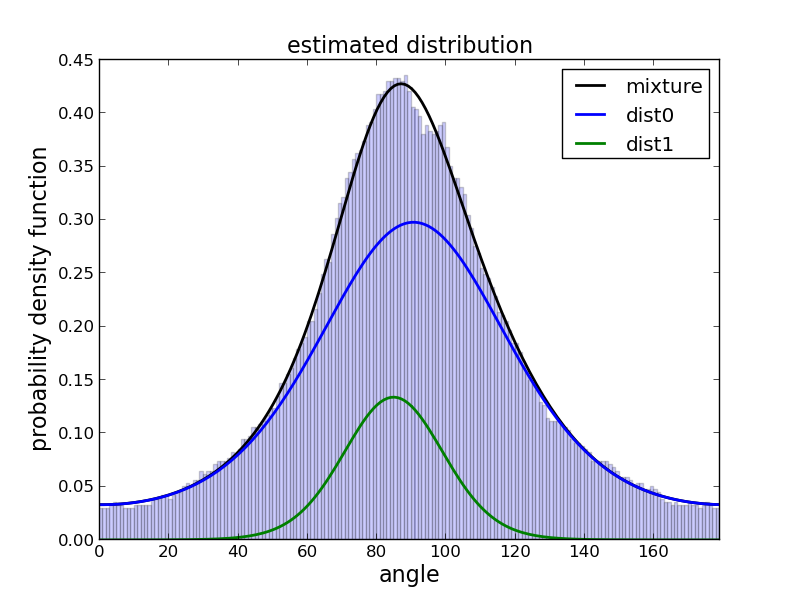 estimated distribution
mixture
dist0
dist1
probability density function
0.45
0.40
0.35
0.30
0.25
0.20
0.15
0.10
0.05
0.00
0 20 40 60 80 100 120 140 160
angle